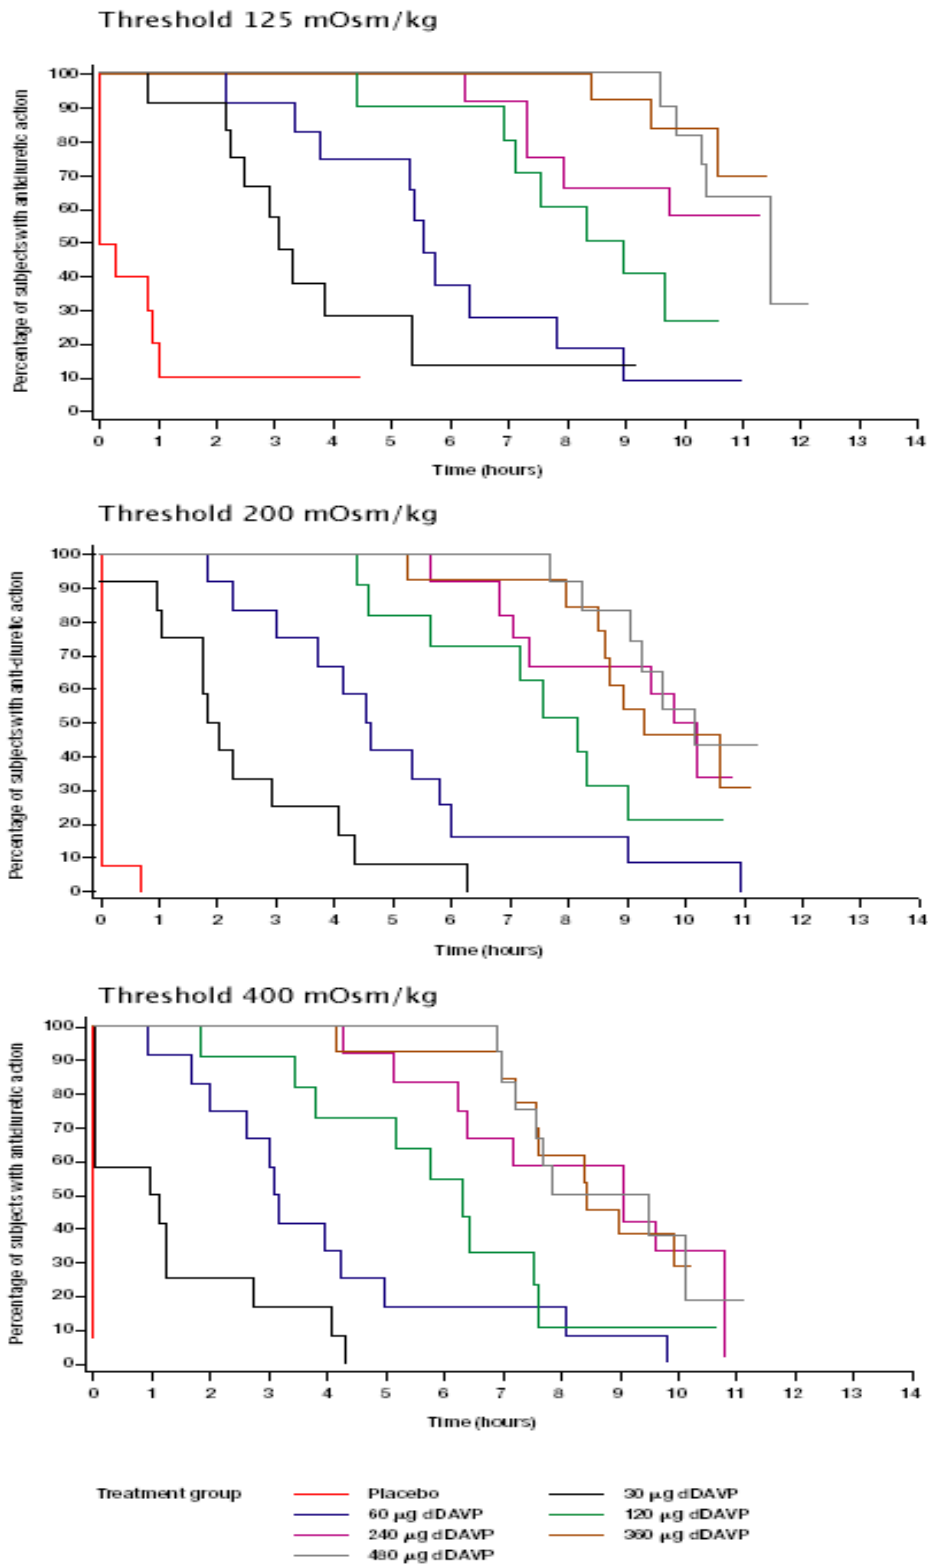 Threshold 125 mOsm/kg
Percentage of subjects with antidiuretic action
100
90
80
70
60
50
40
30
20
10
0
0 1 2 3 4 5 6 7 8 9 10 11 12 13 14
Time (hours)
Threshold 200 mOsm/kg
Percentage of subjects with anti-diuretic action
100
90
80
70
60
50
40
30
20
10
0
0 1 2 3 4 5 6 7 8 9 10 11 12 13 14
Time (hours)
Threshold 400 mOsm/kg
Percentage of subjects with antidiuretic action
100
90
80
70
60
50
40
30
20
10
0
0 1 2 3 4 5 6 7 8 9 10 11 12 13 14
Time (hours)
Treatment group Placebo 30 µg dDAVP
60 µg dDAVP 120 µg dDAVP
240 µg dDAVP 360 µg dDAVP
480 µg dDAVP